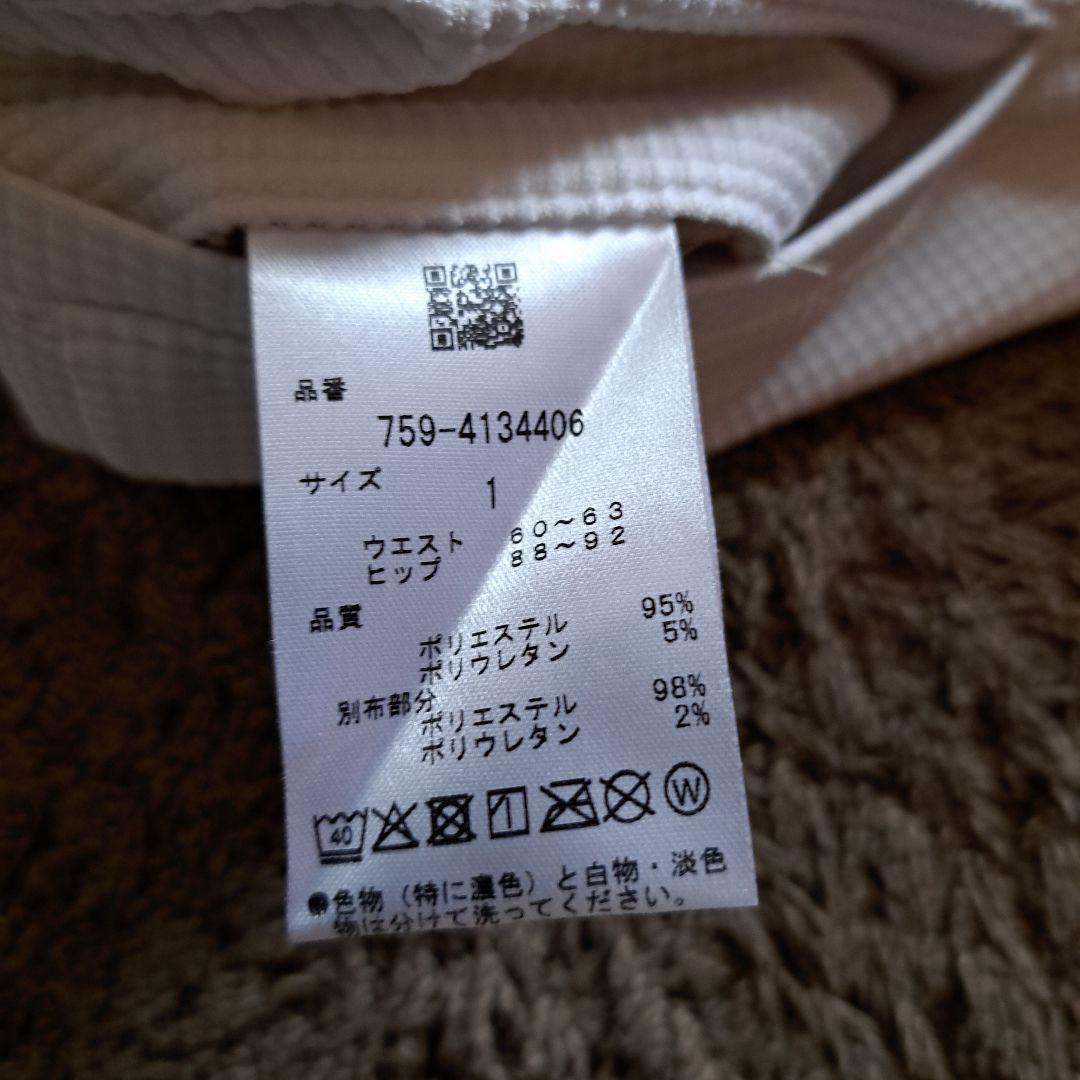 品番
759-4134406
サイズ 1
ウエスト 60~63
ヒップ 88~92
品質
ポリエステル 95%
ポリウレタン 5%
別布部分
ポリエステル 98%
ポリウレタン 2%
40 W
●色物(特に濃色)と白物・淡色
物は分けて洗ってください。